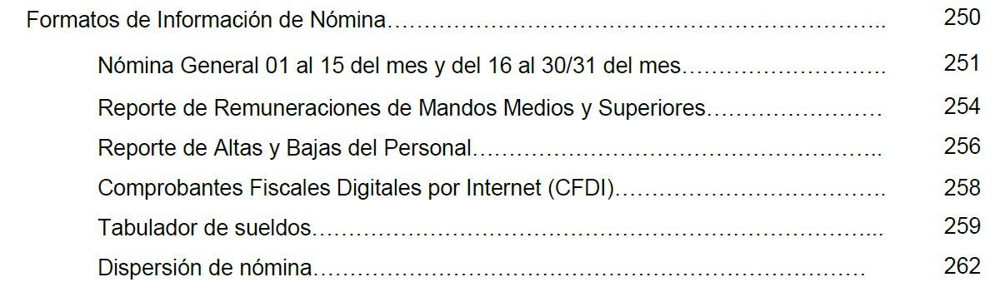 Formatos de Información de Nómina……………………………………………………….. 250
Nómina General 01 al 15 del mes y del 16 al 30/31 del mes……………………. 251
Reporte de Remuneraciones de Mandos Medios y Superiores………………… 254
Reporte de Altas y Bajas del Personal………………………………………….. 256
Comprobantes Fiscales Digitales por Internet (CFDI)……………………………. 258
Tabulador de sueldos…………………………………………………………... 259
Dispersión de nómina………………………………………………………… 262